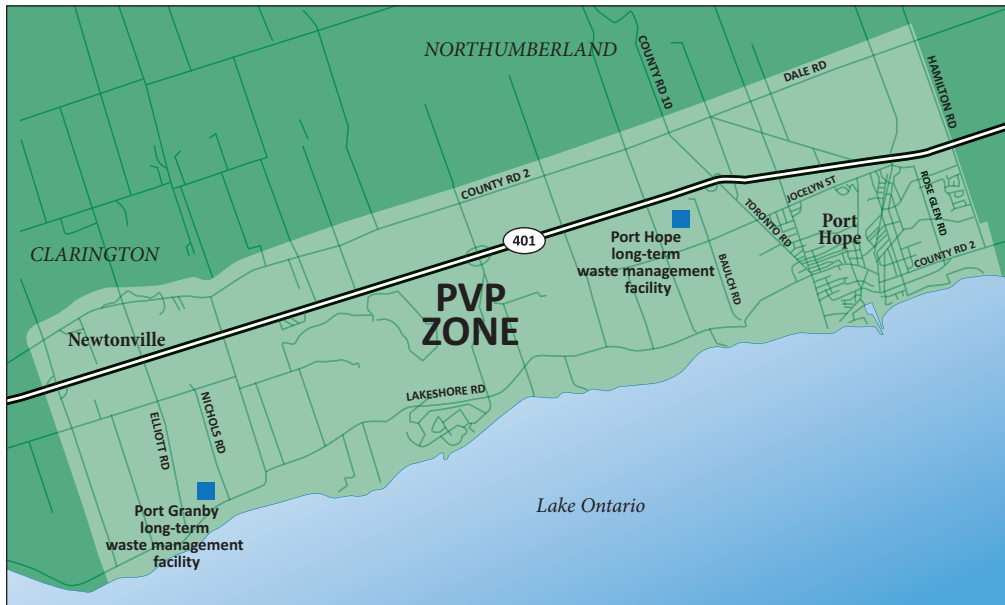 NORTHUMBERLAND
COUNTY RD 10
DALE RD
HAMILTON RD
COUNTY RD 2
JOCELYN ST
ROSE GLEN RD
TORONTO RD
Port
Hope
CLARINGTON
401
Port Hope
long-term
waste management
facility
BAULCH RD
COUNTY RD 2
PVP
ZONE
Newtonville
LAKESHORE RD
NICHOLS RD
ELLIOTT RD
Port Granby
long-term
waste management
facility
Lake Ontario